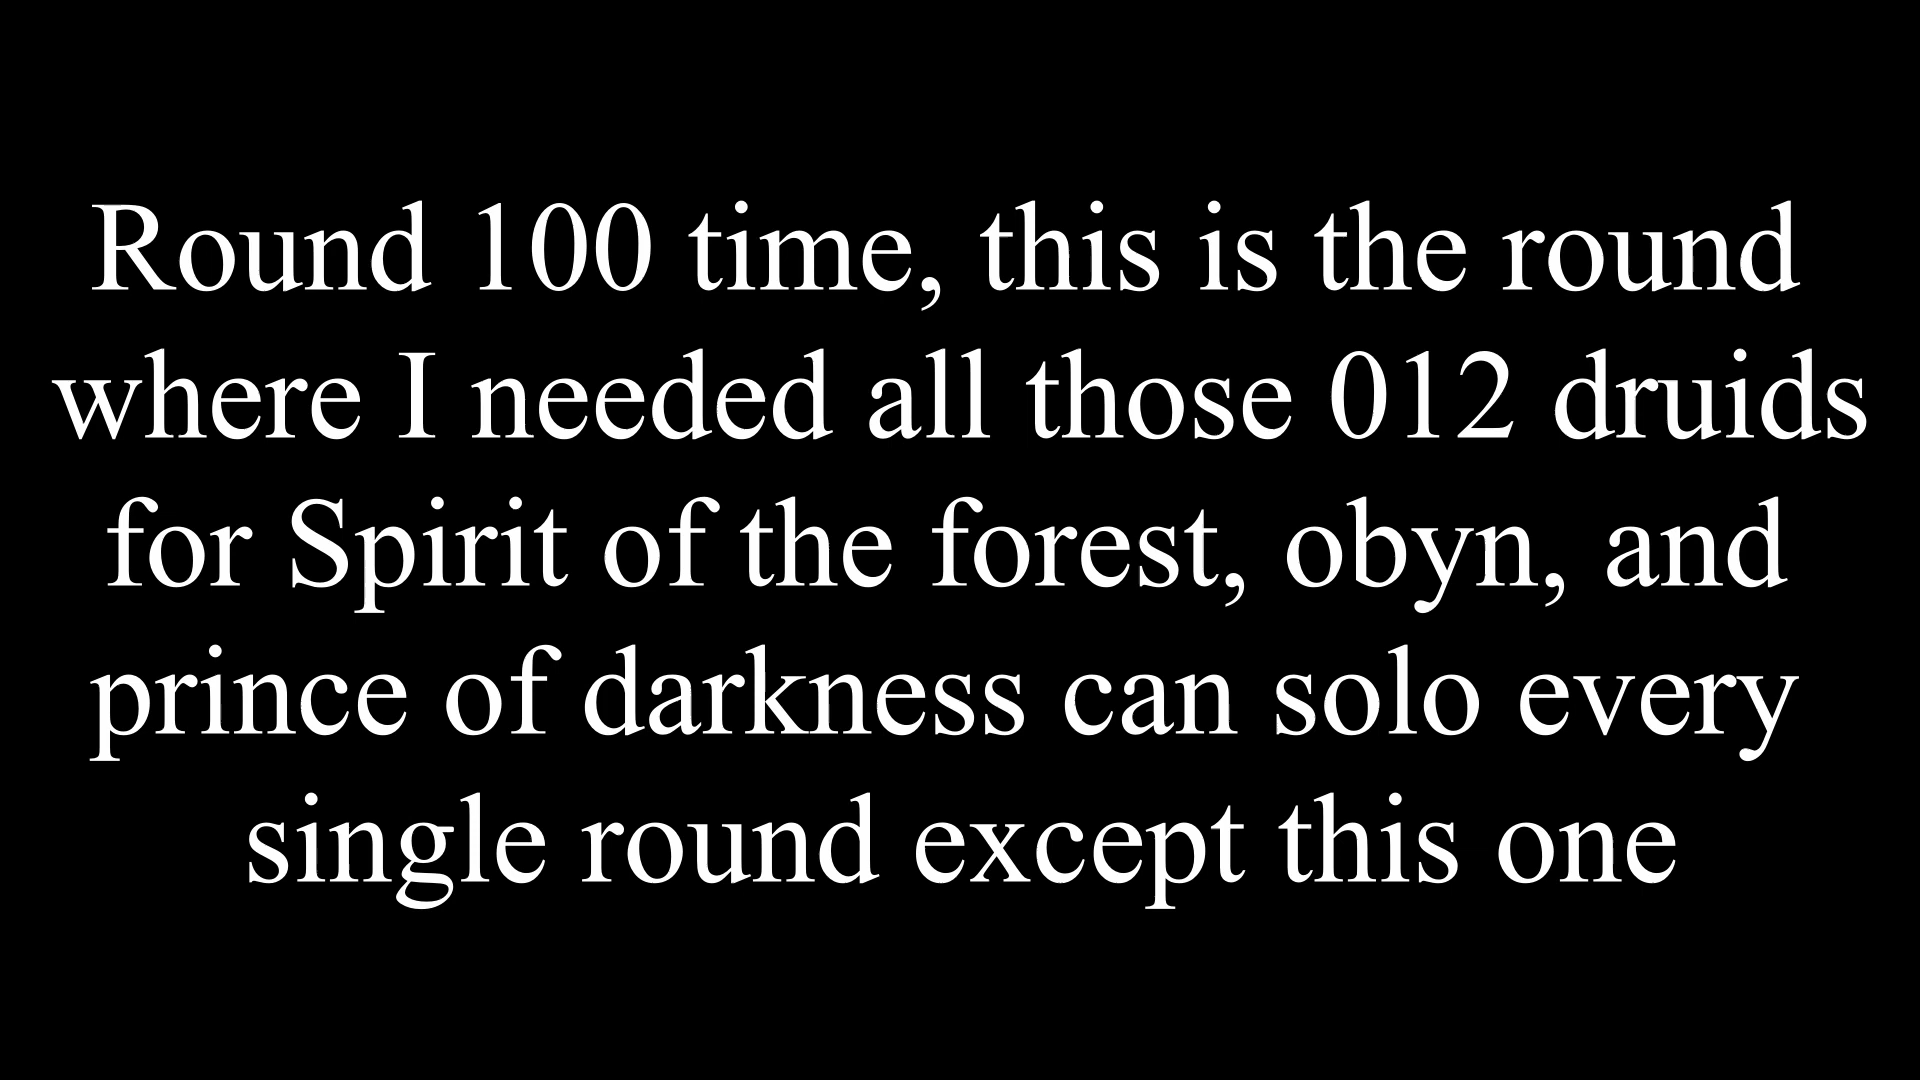 Round 100 time, this is the round
where I needed all those 012 druids
for Spirit of the forest, obyn, and
prince of darkness can solo every
single round except this one